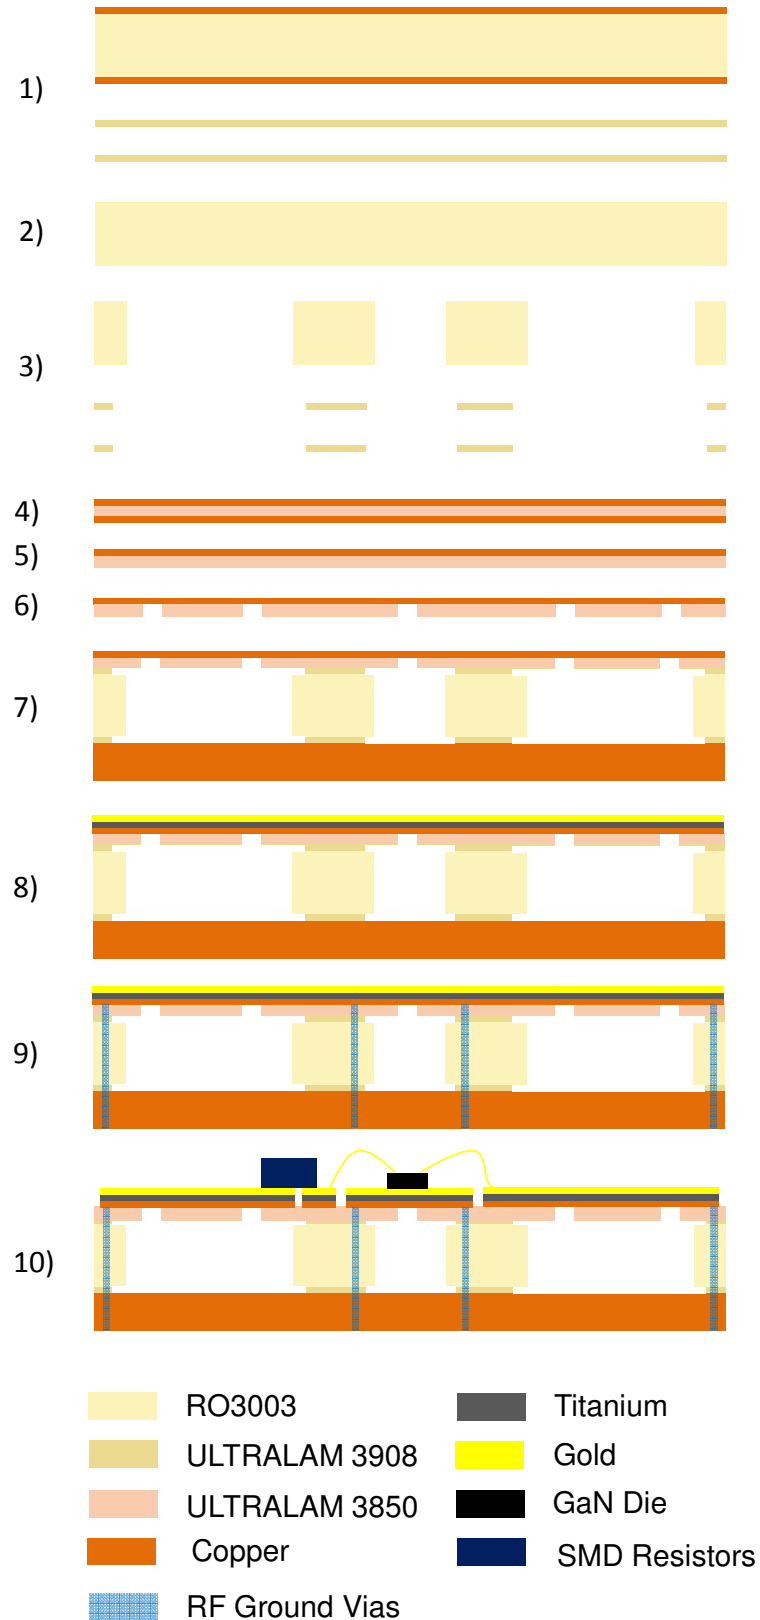 1)
2)
3)
4)
5)
6)
7)
8)
9)
10)
RO3003
Titanium
ULTRALAM 3908
Gold
ULTRALAM 3850
GaN Die
Copper
SMD Resistors
RF Ground Vias